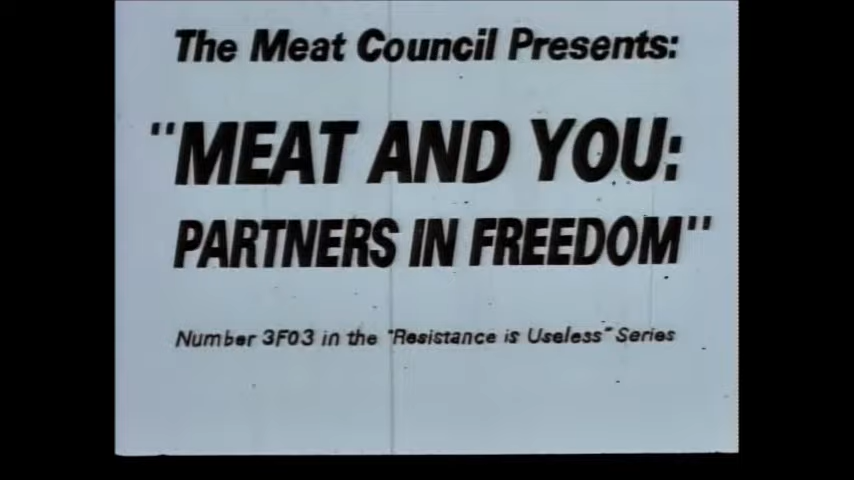 The Meat Council Presents:
"MEAT AND YOU:
PARTNERS IN FREEDOM"
Number 3F03 in the "Resistance is Useless" Series